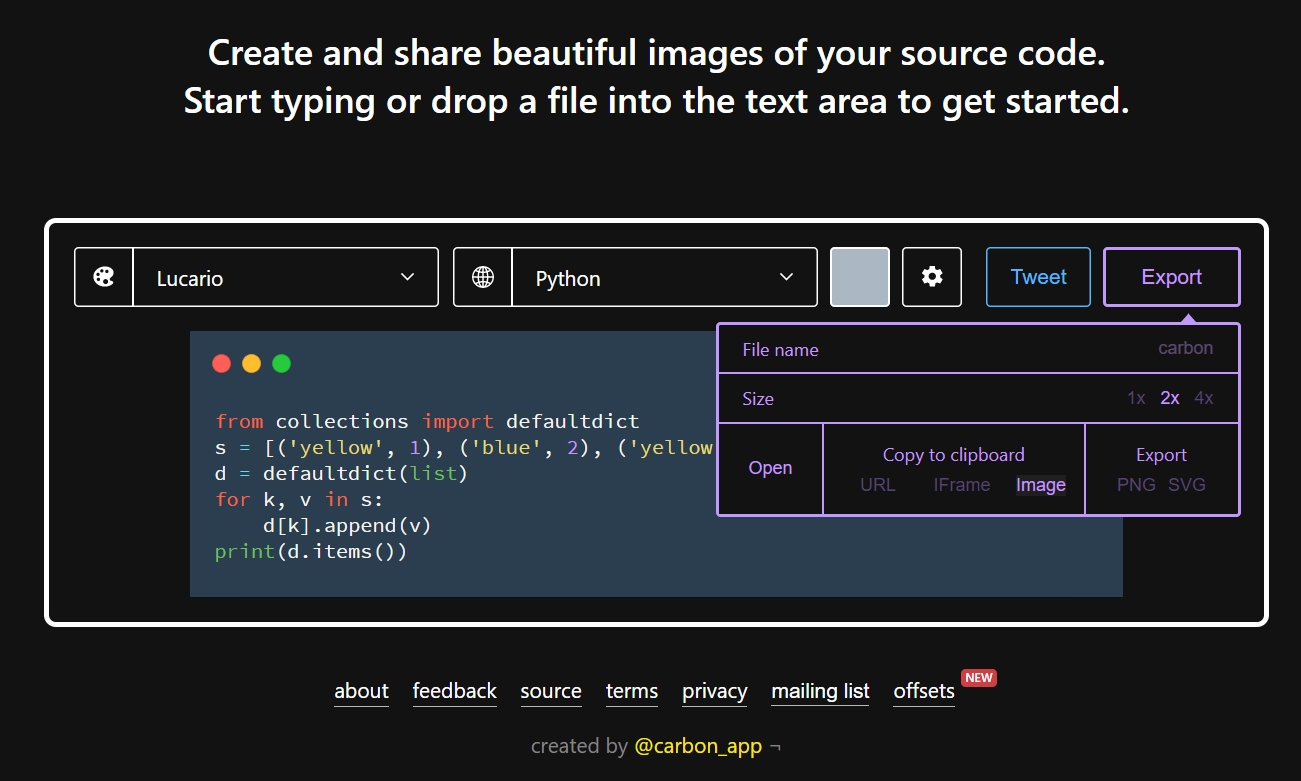 Create and share beautiful images of your source code.
Start typing or drop a file into the text area to get started.
Lucario
Python
Tweet
Export
File name carbon
Size 1x 2x 4x
Open
Copy to clipboard
URL IFrame Image
Export
PNG SVG
from collections import defaultdict
s = [('yellow', 1), ('blue', 2), ('yellow
d = defaultdict(list)
for k, v in s:
    d[k].append(v)
print(d.items())
about feedback source terms privacy mailing list offsets NEW
created by @carbon_app ¬